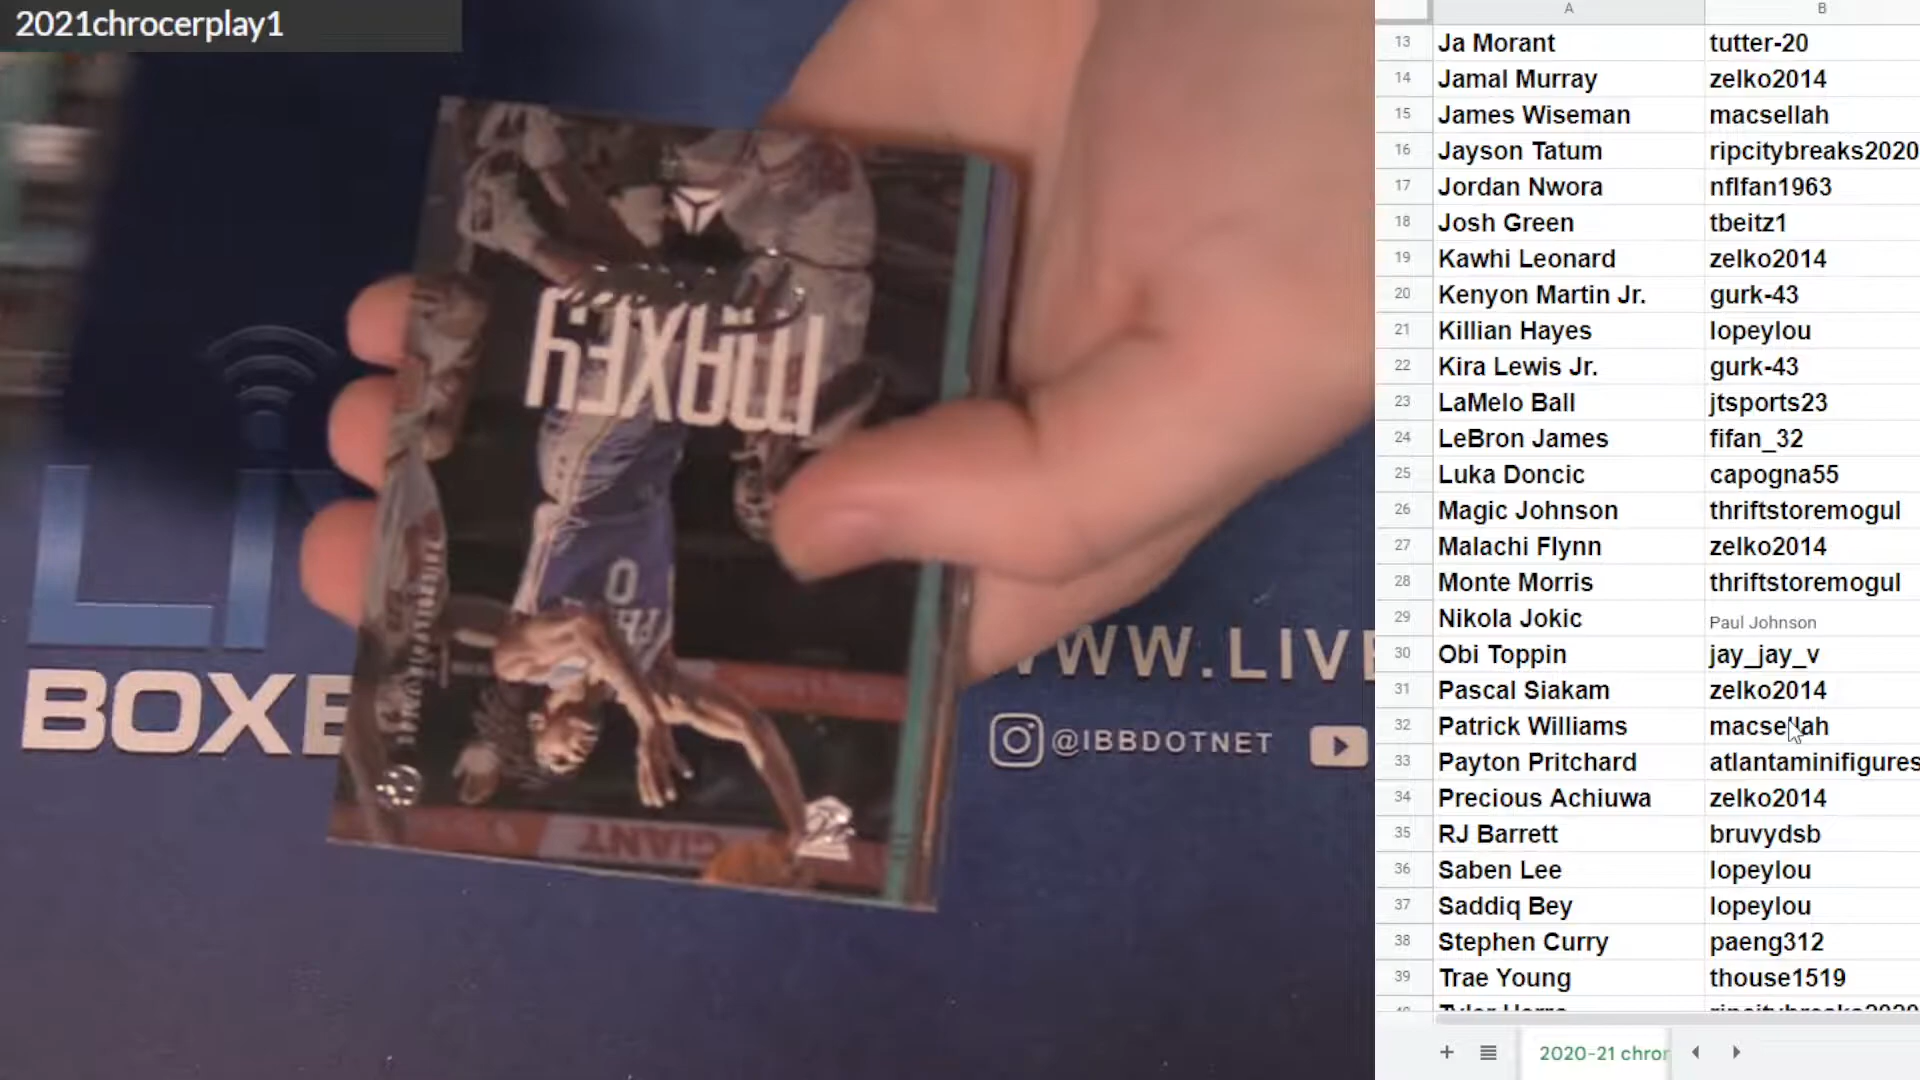 2021chrocerplay1
MAXEY
0
GIANT
LI
BOXB
WWW.LIVE
@IBBDOTNET
A B
13 Ja Morant tutter-20
14 Jamal Murray zelko2014
15 James Wiseman macsellah
16 Jayson Tatum ripcitybreaks2020
17 Jordan Nwora nflfan1963
18 Josh Green tbeitz1
19 Kawhi Leonard zelko2014
20 Kenyon Martin Jr. gurk-43
21 Killian Hayes lopeylou
22 Kira Lewis Jr. gurk-43
23 LaMelo Ball jtsports23
24 LeBron James fifan_32
25 Luka Doncic capogna55
26 Magic Johnson thriftstoremogul
27 Malachi Flynn zelko2014
28 Monte Morris thriftstoremogul
29 Nikola Jokic Paul Johnson
30 Obi Toppin jay_jay_v
31 Pascal Siakam zelko2014
32 Patrick Williams macsellah
33 Payton Pritchard atlantaminifigures
34 Precious Achiuwa zelko2014
35 RJ Barrett bruvydsb
36 Saben Lee lopeylou
37 Saddiq Bey lopeylou
38 Stephen Curry paeng312
39 Trae Young thouse1519
2020-21 chror